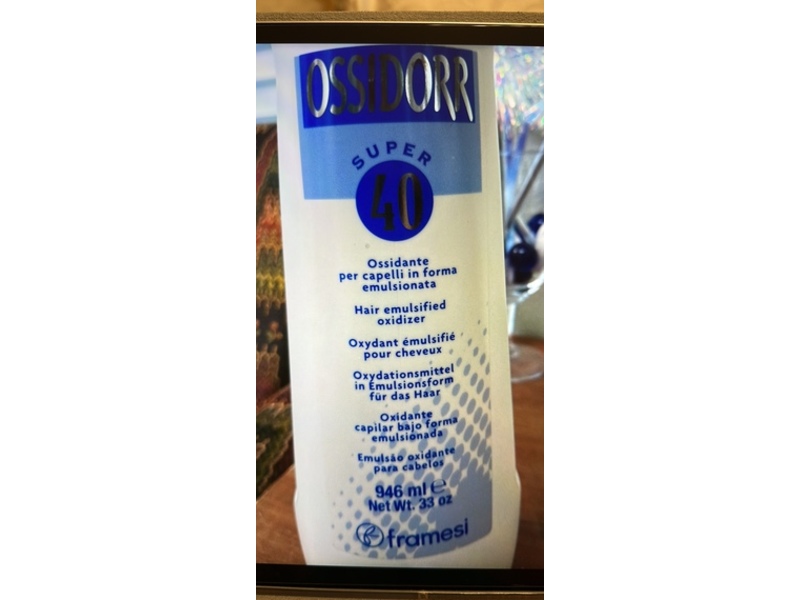 OSSIDORR
SUPER
40
Ossidante
per capelli in forma
emulsionata
Hair emulsified
oxidizer
Oxydant émulsifié
pour cheveux
Oxydationsmittel
in Emulsionsform
für das Haar
Oxidante
capilar bajo forma
emulsionada
Emulsão oxidante
para cabelos
946 ml ℮
Net Wt. 33 oz
framesi